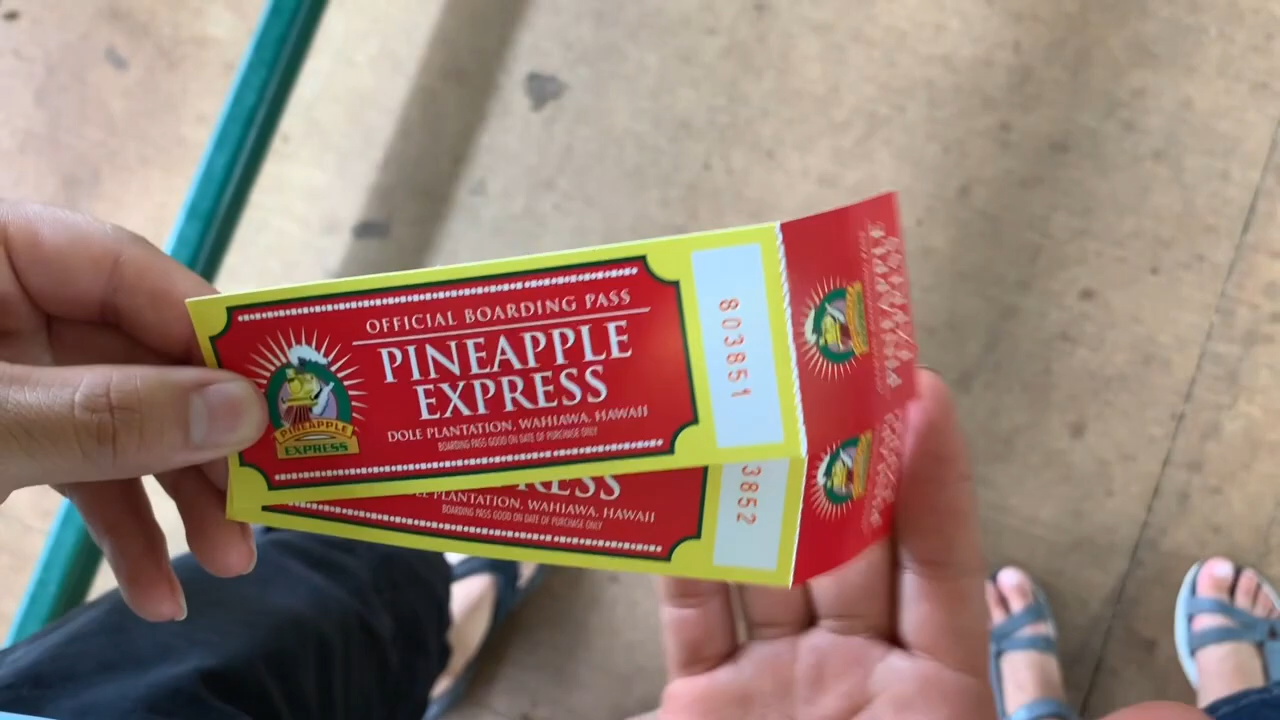 OFFICIAL BOARDING PASS
PINEAPPLE
EXPRESS
DOLE PLANTATION, WAHIAWA, HAWAII
BOARDING PASS GOOD ON DATE OF PURCHASE ONLY
PINEAPPLE
EXPRESS
803851
PRESS
PLANTATION, WAHIAWA, HAWAII
BOARDING PASS GOOD ON DATE OF PURCHASE ONLY
3852